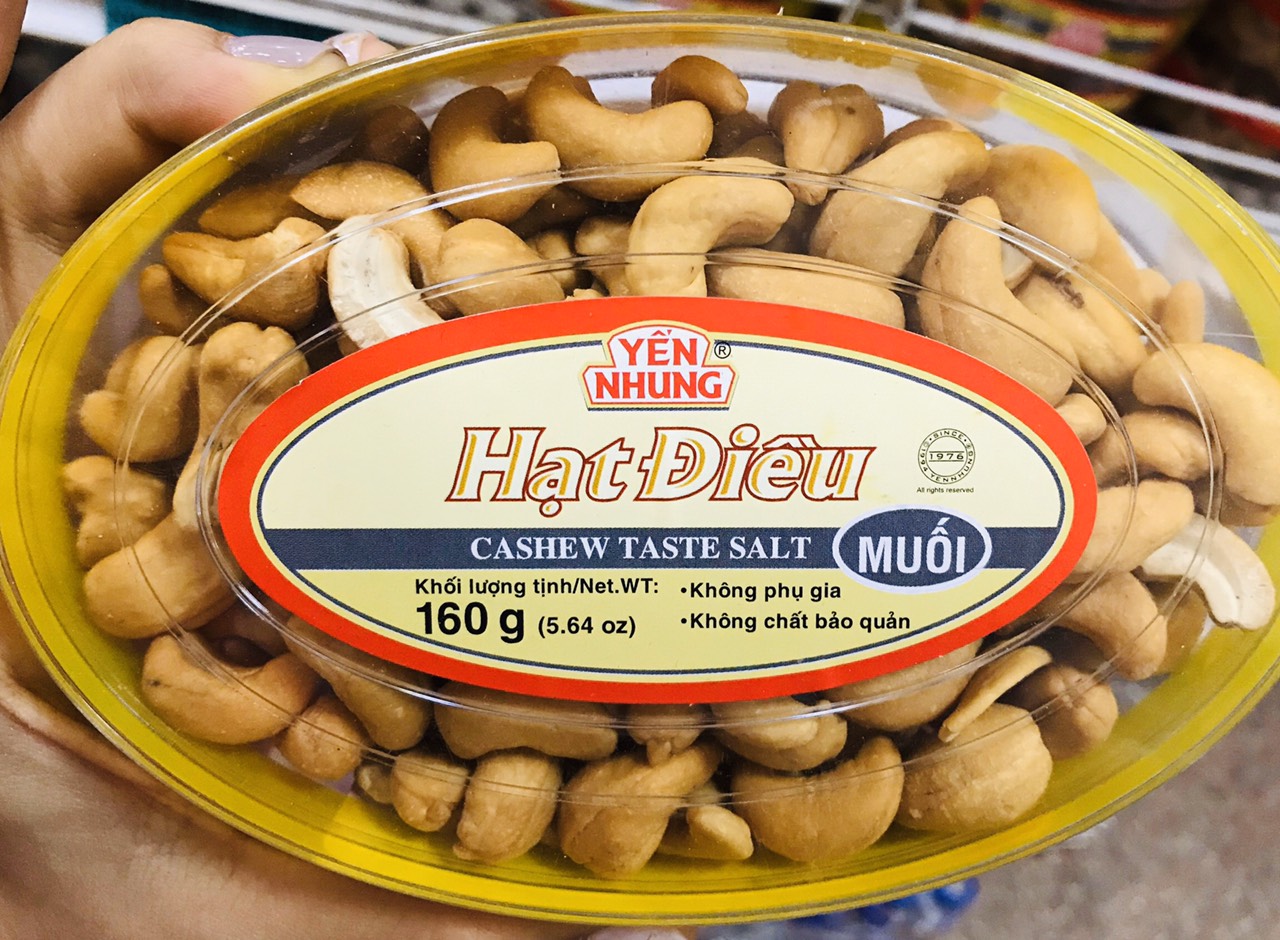 YẾN
NHUNG
®
Hạt Điều
SINCE
1976
All rights reserved
CASHEW TASTE SALT
MUỐI
Khối lượng tịnh/Net.WT:
160 g (5.64 oz)
•Không phụ gia
•Không chất bảo quản